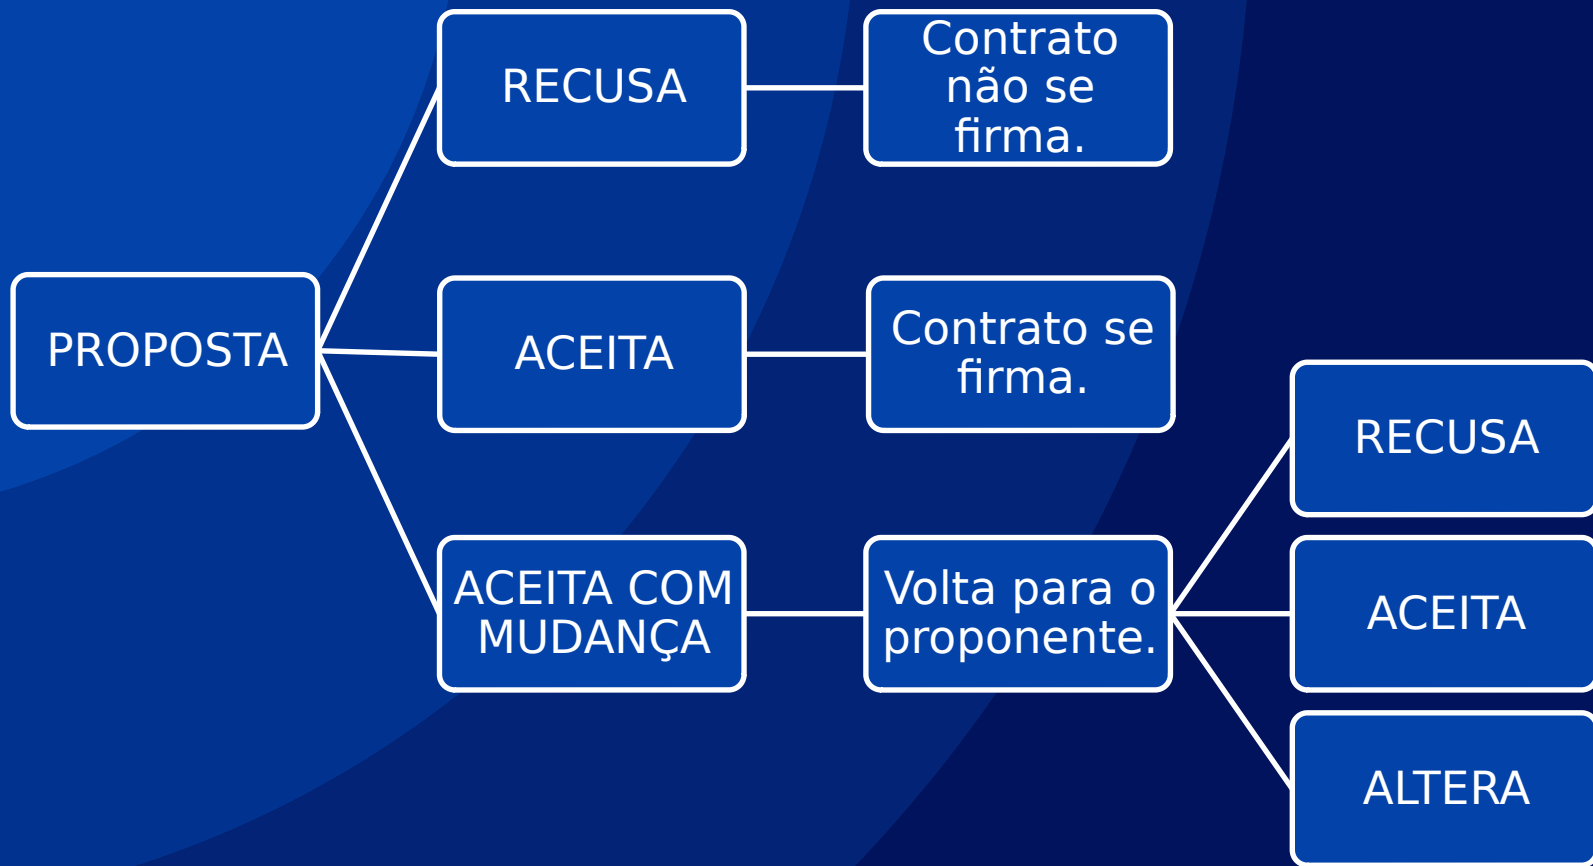 RECUSA
Contrato
não se
firma.
PROPOSTA
ACEITA
Contrato se
firma.
ACEITA COM
MUDANÇA
Volta para o
proponente.
RECUSA
ACEITA
ALTERA